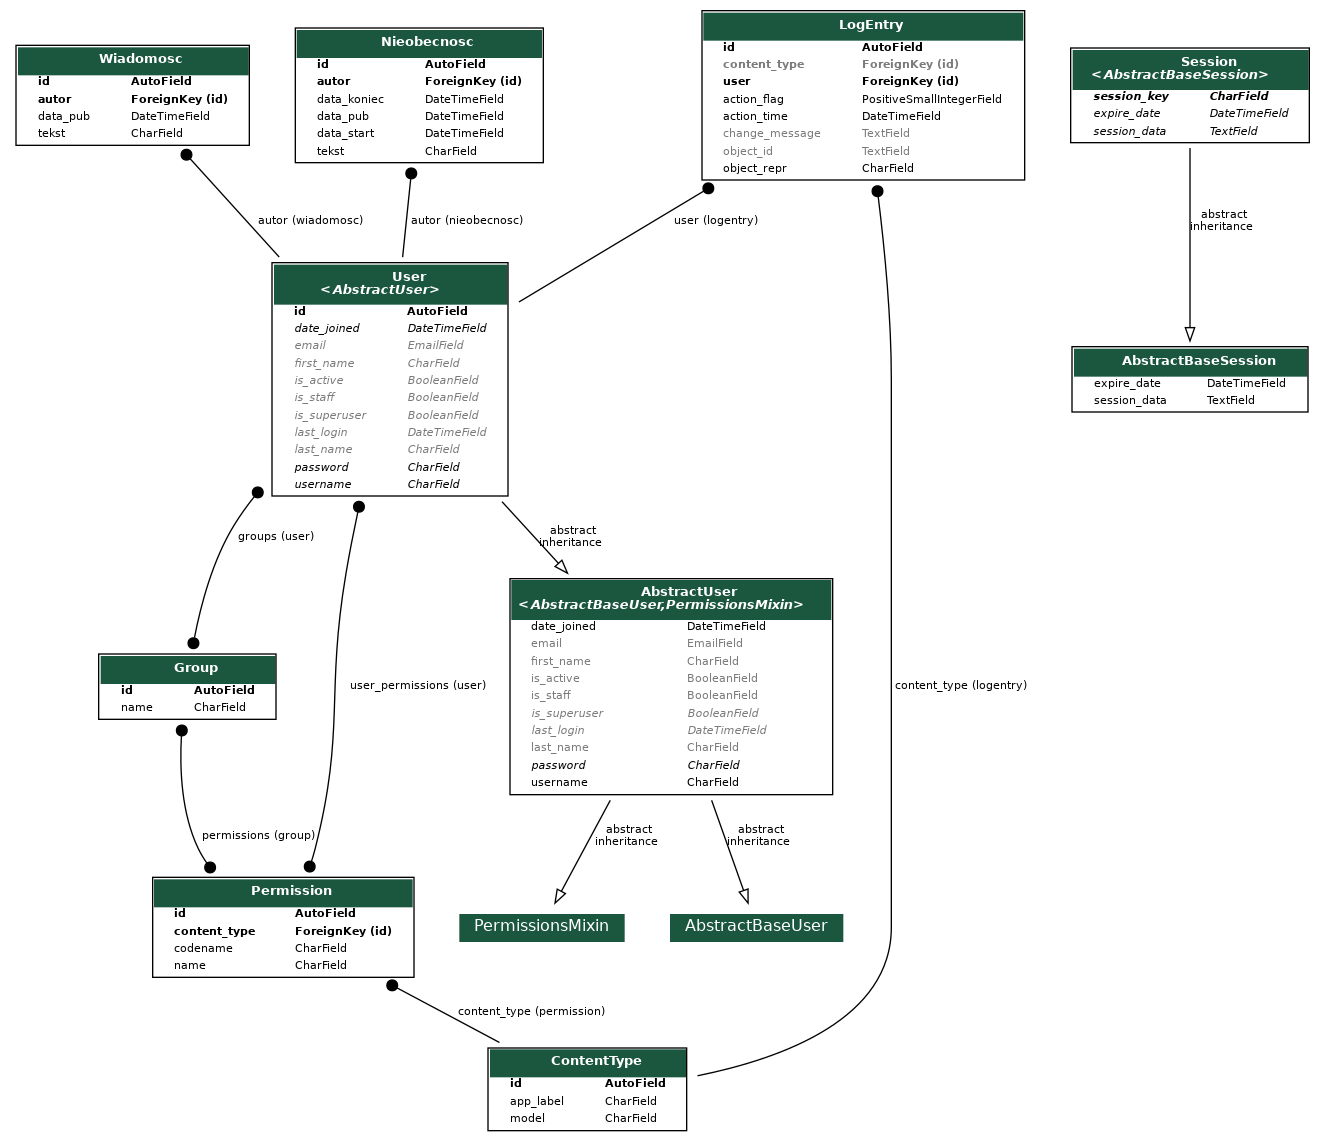 Wiadomosc
id AutoField
autor ForeignKey (id)
data_pub DateTimeField
tekst CharField
Nieobecnosc
id AutoField
autor ForeignKey (id)
data_koniec DateTimeField
data_pub DateTimeField
data_start DateTimeField
tekst CharField
LogEntry
id AutoField
content_type ForeignKey (id)
user ForeignKey (id)
action_flag PositiveSmallIntegerField
action_time DateTimeField
change_message TextField
object_id TextField
object_repr CharField
Session
<AbstractBaseSession>
session_key CharField
expire_date DateTimeField
session_data TextField
autor (wiadomosc)
autor (nieobecnosc)
user (logentry)
abstract
inheritance
User
<AbstractUser>
id AutoField
date_joined DateTimeField
email EmailField
first_name CharField
is_active BooleanField
is_staff BooleanField
is_superuser BooleanField
last_login DateTimeField
last_name CharField
password CharField
username CharField
AbstractBaseSession
expire_date DateTimeField
session_data TextField
groups (user)
abstract
inheritance
AbstractUser
<AbstractBaseUser,PermissionsMixin>
date_joined DateTimeField
email EmailField
first_name CharField
is_active BooleanField
is_staff BooleanField
is_superuser BooleanField
last_login DateTimeField
last_name CharField
password CharField
username CharField
Group
id AutoField
name CharField
user_permissions (user)
content_type (logentry)
permissions (group)
abstract
inheritance
abstract
inheritance
Permission
id AutoField
content_type ForeignKey (id)
codename CharField
name CharField
PermissionsMixin
AbstractBaseUser
content_type (permission)
ContentType
id AutoField
app_label CharField
model CharField